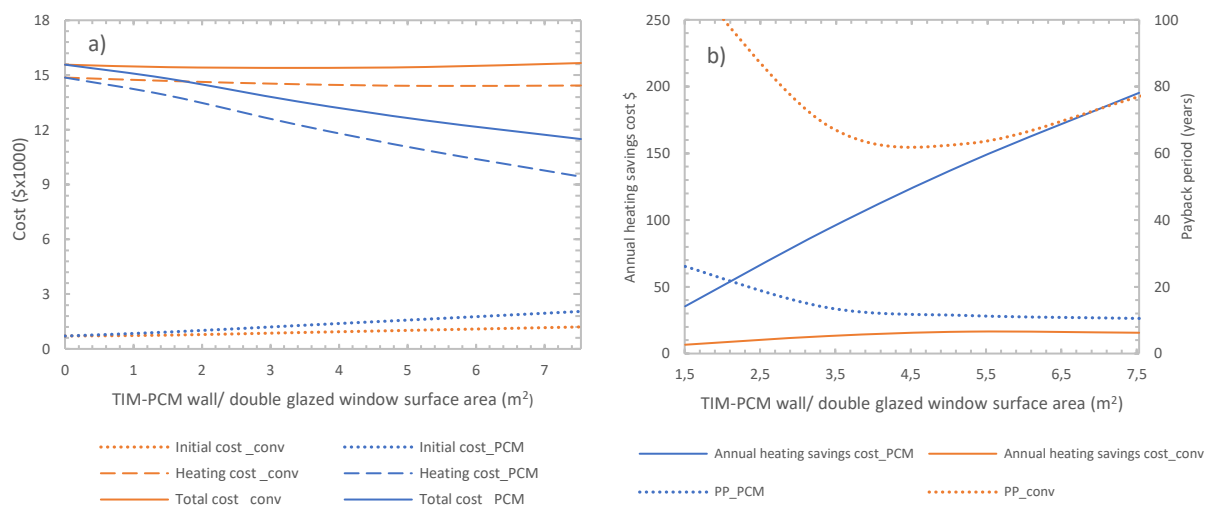 a)
18
15
12
9
6
3
0
Cost ($x1000)
0 1 2 3 4 5 6 7
TIM-PCM wall/ double glazed window surface area (m²)
Initial cost _conv
Initial cost_PCM
Heating cost _conv
Heating cost_PCM
Total cost conv
Total cost PCM
b)
250
200
150
100
50
0
Annual heating savings cost $
100
80
60
40
20
0
Payback period (years)
1,5 2,5 3,5 4,5 5,5 6,5 7,5
TIM-PCM wall/ double glazed window surface area (m²)
Annual heating savings cost_PCM
Annual heating savings cost_conv
PP_PCM
PP_conv